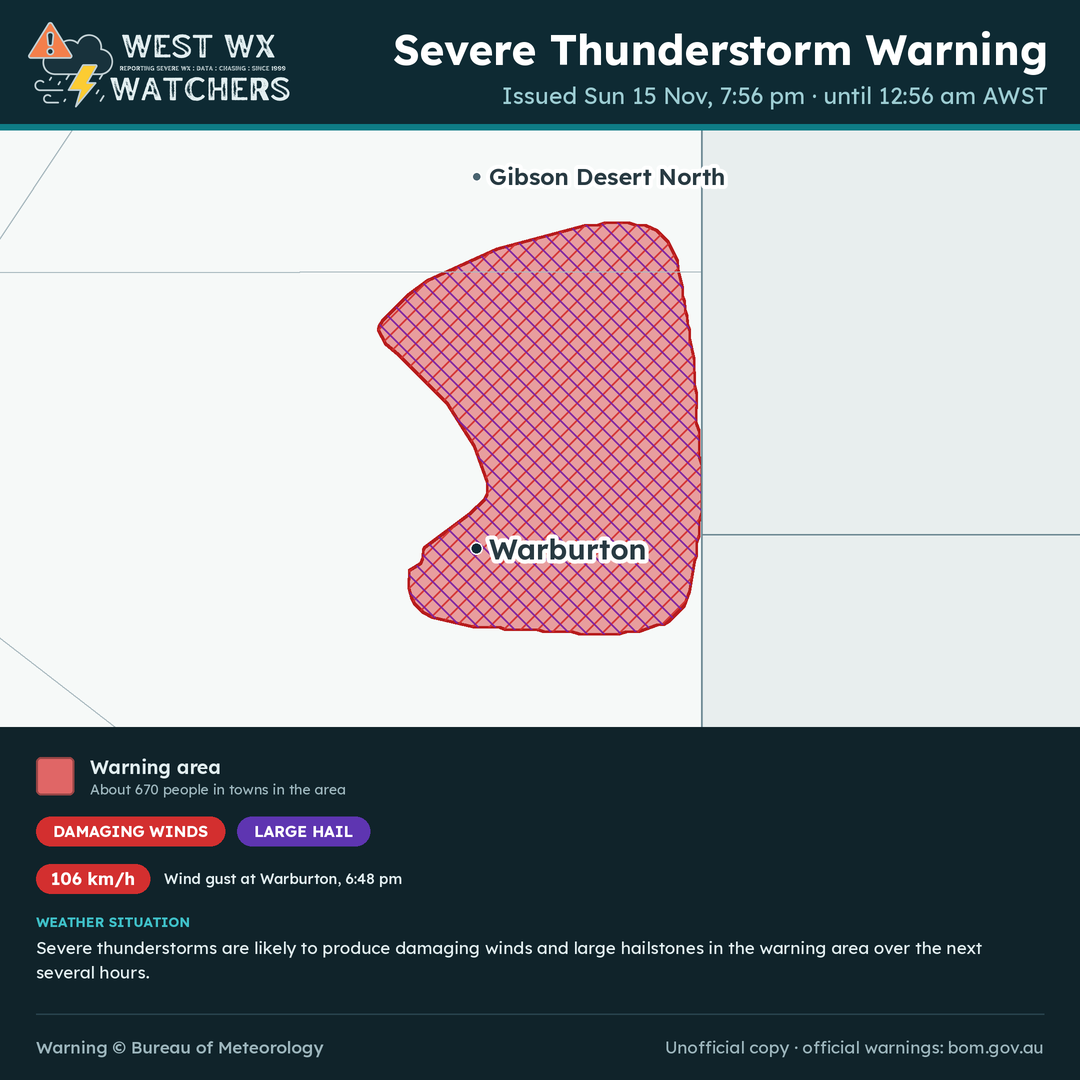 WEST WX
REPORTING SEVERE WX : DATA : CHASING : SINCE 1999
WATCHERS
Severe Thunderstorm Warning
Issued Sun 15 Nov, 7:56 pm · until 12:56 am AWST
Gibson Desert North
Warburton
Warning area
About 670 people in towns in the area
DAMAGING WINDS
LARGE HAIL
106 km/h
Wind gust at Warburton, 6:48 pm
WEATHER SITUATION
Severe thunderstorms are likely to produce damaging winds and large hailstones in the warning area over the next
several hours.
Warning © Bureau of Meteorology
Unofficial copy · official warnings: bom.gov.au